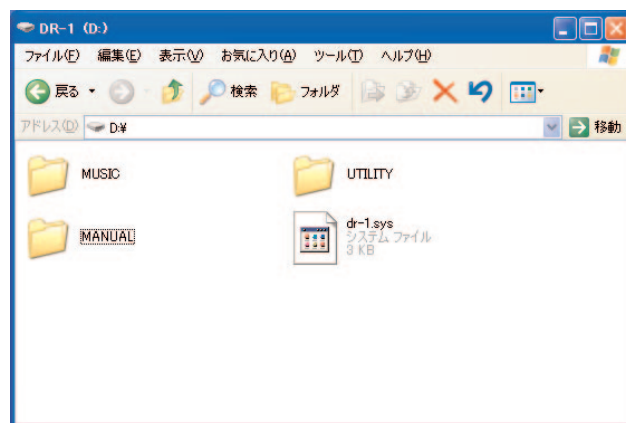 DR-1 (D:)
ファイル(F) 編集(E) 表示(V) お気に入り(A) ツール(T) ヘルプ(H)
戻る 検索 フォルダ
アドレス(D) D:¥ 移動
MUSIC UTILITY
MANUAL
dr-1.sys
システム ファイル
3 KB